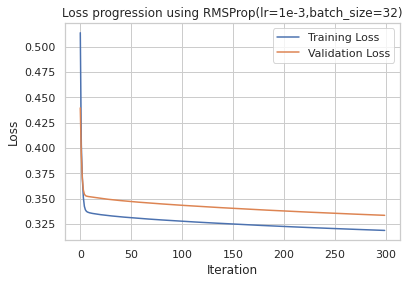 Loss progression using RMSProp(lr=1e-3,batch_size=32)
Training Loss
Validation Loss
0.500
0.475
0.450
0.425
0.400
0.375
0.350
0.325
Loss
0 50 100 150 200 250 300
Iteration